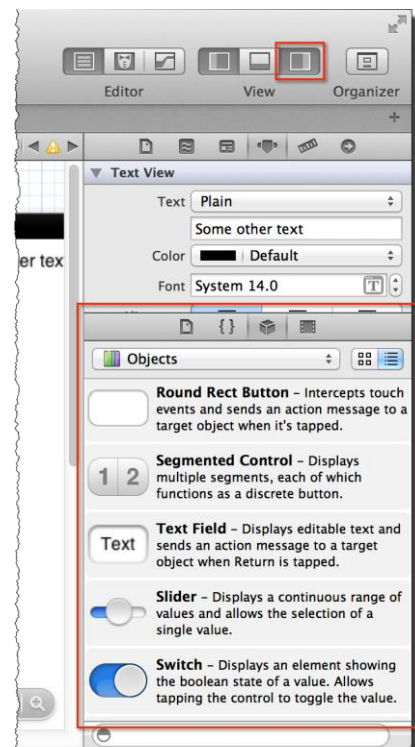 Editor
View
Organizer
Text View
Text
Plain
Some other text
Color
Default
er tex
Font
System 14.0
T
{}
Objects
Round Rect Button – Intercepts touch
events and sends an action message to a
target object when it's tapped.
1 2
Segmented Control – Displays
multiple segments, each of which
functions as a discrete button.
Text
Text Field – Displays editable text and
sends an action message to a target
object when Return is tapped.
Slider – Displays a continuous range of
values and allows the selection of a
single value.
Switch – Displays an element showing
the boolean state of a value. Allows
tapping the control to toggle the value.